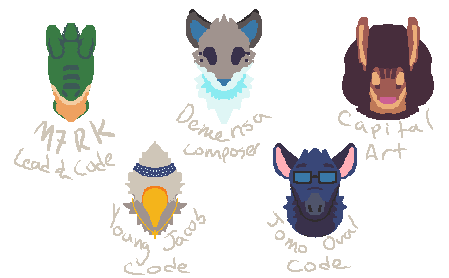 M7RK
Lead & Code
Demensa
Composer
Capital
Art
Young Jacob
Code
Jomo Oval
Code